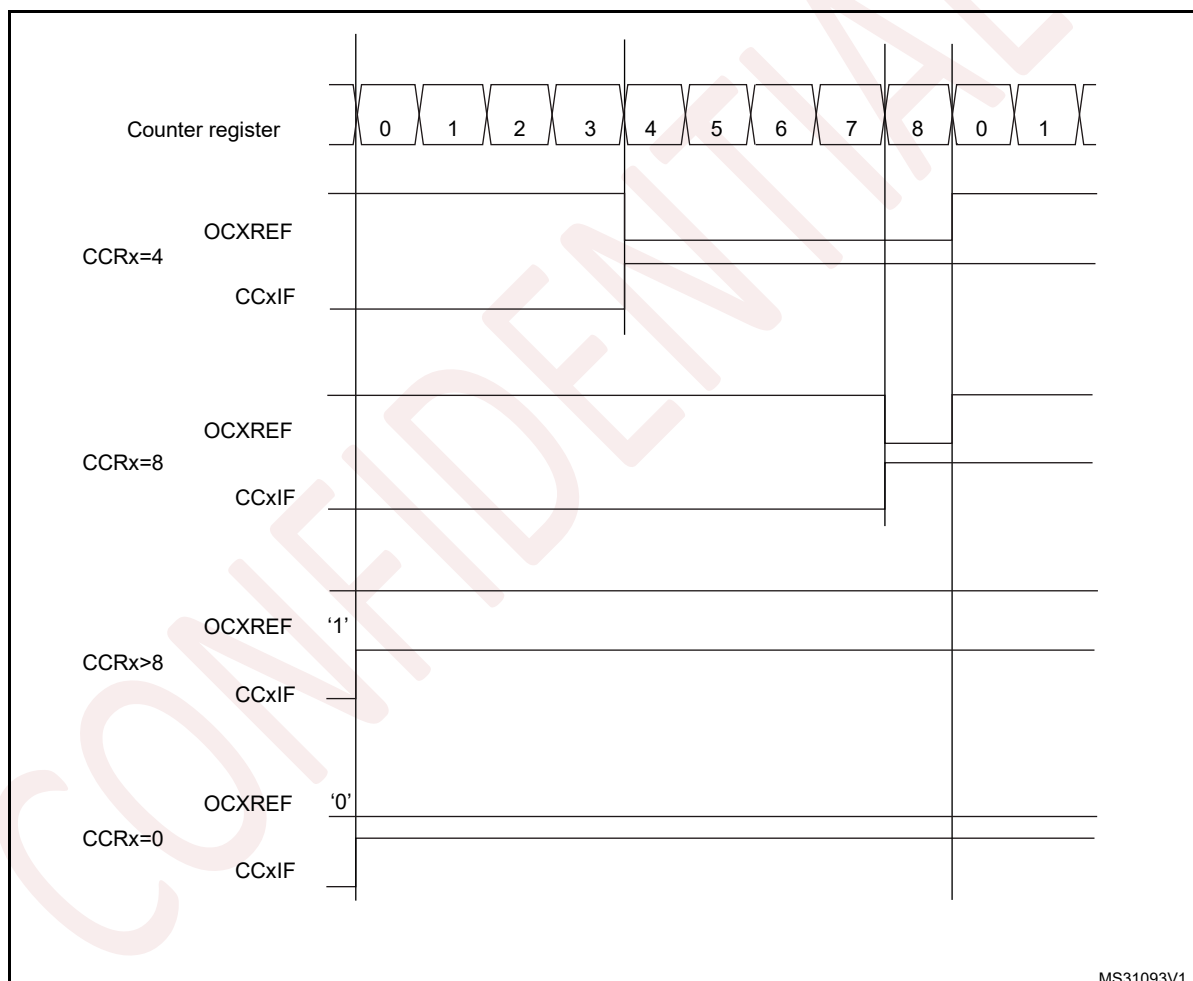 Counter register 0 1 2 3 4 5 6 7 8 0 1
OCXREF
CCRx=4
CCxIF
OCXREF
CCRx=8
CCxIF
OCXREF '1'
CCRx>8
CCxIF
OCXREF '0'
CCRx=0
CCxIF
MS31093V1
CONFIDENTIAL